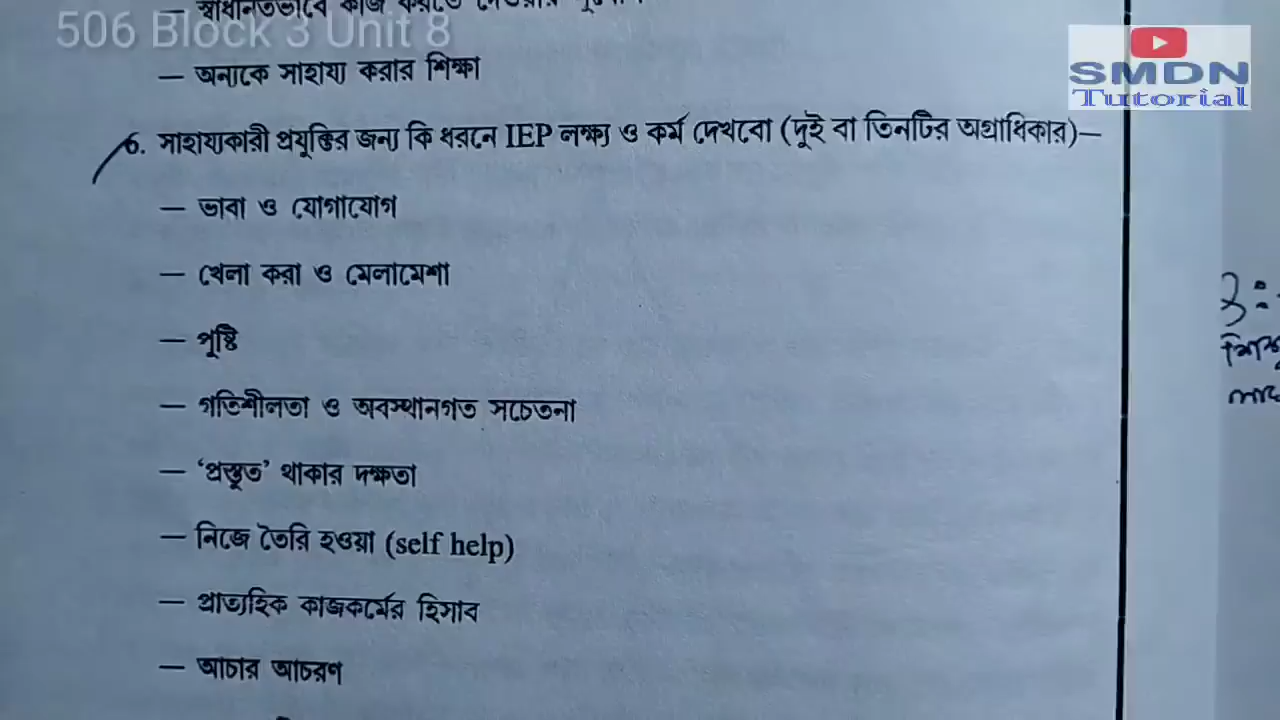 — স্বাধীনতভাবে কাজ করতে
506 Block 3 Unit 8
SMDN
Tutorial
— অন্যকে সাহায্য করার শিক্ষা
6. সাহায্যকারী প্রযুক্তির জন্য কি ধরনে IEP লক্ষ্য ও কর্ম দেখবো (দুই বা তিনটির অগ্রাধিকার)—
— ভাবা ও যোগাযোগ
— খেলা করা ও মেলামেশা
— পুষ্টি
— গতিশীলতা ও অবস্থানগত সচেতনা
— ‘প্রস্তুত’ থাকার দক্ষতা
— নিজে তৈরি হওয়া (self help)
— প্রাত্যহিক কাজকর্মের হিসাব
— আচার আচরণ